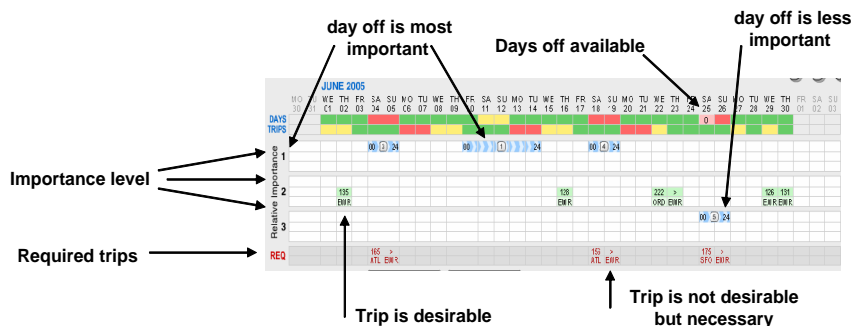 day off is most
important
Days off available
day off is less
important
JUNE 2005
MO WE TH FR SA SU MO TU WE TH FR SA SU MO TU WE TH FR SA SU MO TU WE TH FR SA SU MO TU WE TH FR SA SU
30 31 01 02 03 04 05 06 07 08 09 10 11 12 13 14 15 16 17 18 19 20 21 22 23 24 25 26 27 28 29 30 01 02 03
DAYS 0
TRIPS
Importance level
Relative Importance
1
00 24 00 1 24 00 4 24
2
135 128 222 > 126 131
EWR EWR ORD EWR EWR EWR
3
00 5 24
Required trips
REQ
165 > > 175 >
ATL EWR ATL EWR SFO EWR
Trip is desirable
Trip is not desirable
but necessary